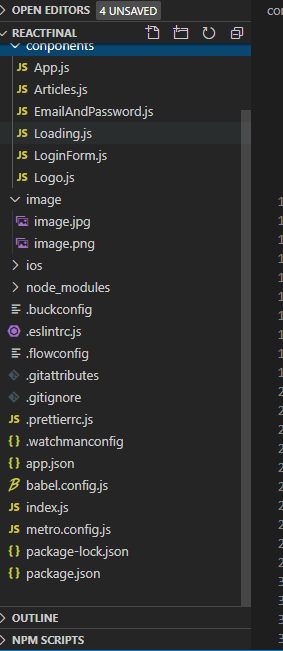 OPEN EDITORS 4 UNSAVED
REACTFINAL
conponents
JS App.js
JS Articles.js
JS EmailAndPassword.js
JS Loading.js
JS LoginForm.js
JS Logo.js
image
image.jpg
image.png
ios
node_modules
.buckconfig
.eslintrc.js
.flowconfig
.gitattributes
.gitignore
JS .prettierrc.js
{} .watchmanconfig
{} app.json
babel.config.js
JS index.js
JS metro.config.js
{} package-lock.json
{} package.json
OUTLINE
NPM SCRIPTS